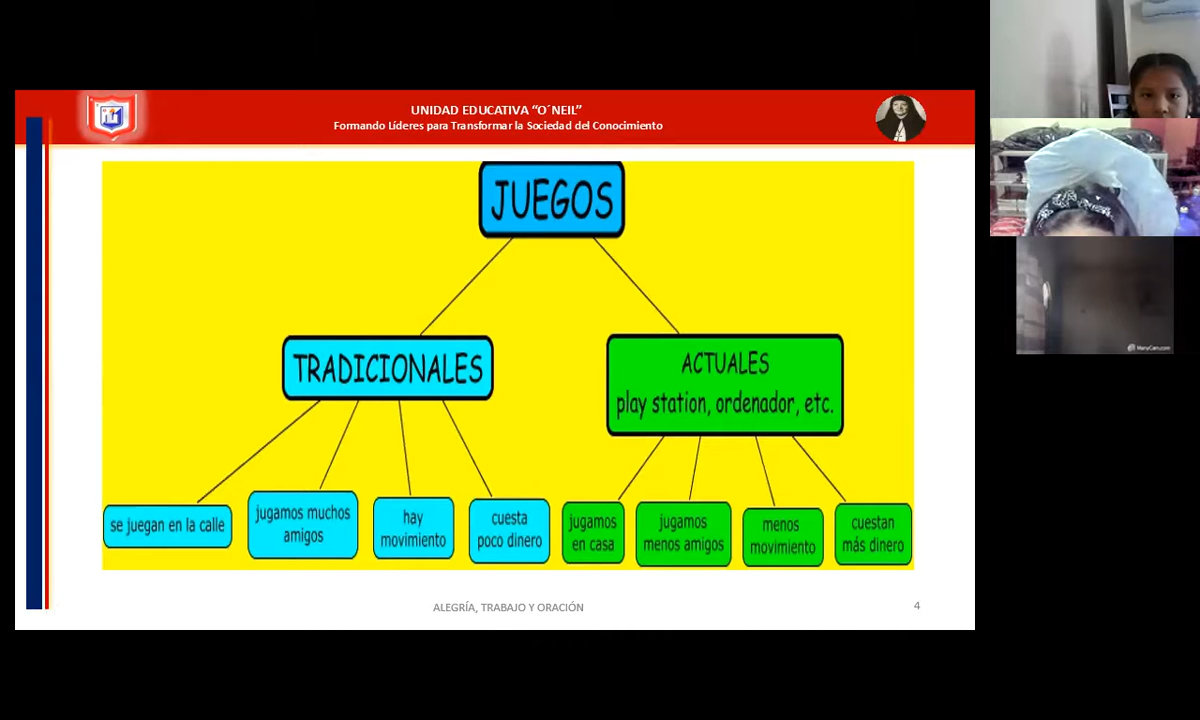 UNIDAD EDUCATIVA “O´NEIL”
Formando Líderes para Transformar la Sociedad del Conocimiento
JUEGOS
TRADICIONALES
ACTUALES
play station, ordenador, etc.
se juegan en la calle
jugamos muchos
amigos
hay
movimiento
cuesta
poco dinero
jugamos
en casa
jugamos
menos amigos
menos
movimiento
cuestan
más dinero
ALEGRÍA, TRABAJO Y ORACIÓN
4
ManyCam.com